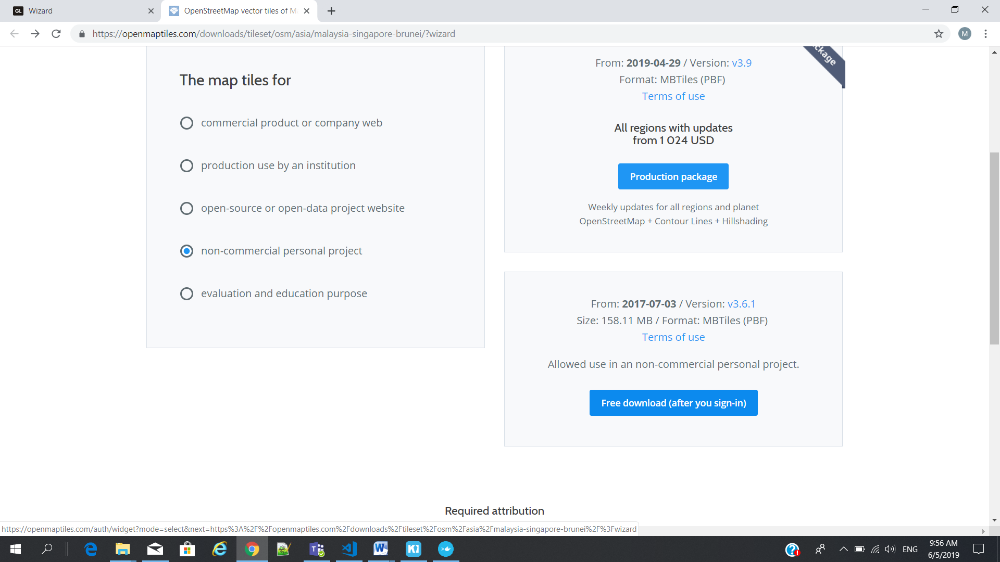 Wizard
OpenStreetMap vector tiles of M
https://openmaptiles.com/downloads/tileset/osm/asia/malaysia-singapore-brunei/?wizard
M
The map tiles for
commercial product or company web
production use by an institution
open-source or open-data project website
non-commercial personal project
evaluation and education purpose
From: 2019-04-29 / Version: v3.9
Format: MBTiles (PBF)
Terms of use
All regions with updates
from 1 024 USD
Production package
Weekly updates for all regions and planet
OpenStreetMap + Contour Lines + Hillshading
From: 2017-07-03 / Version: v3.6.1
Size: 158.11 MB / Format: MBTiles (PBF)
Terms of use
Allowed use in an non-commercial personal project.
Free download (after you sign-in)
Required attribution
https://openmaptiles.com/auth/widget?mode=select&next=https%3A%2F%2Fopenmaptiles.com%2Fdownloads%2Ftileset%2Fosm%2Fasia%2Fmalaysia-singapore-brunei%2F%3Fwizard
ENG
9:56 AM
6/5/2019